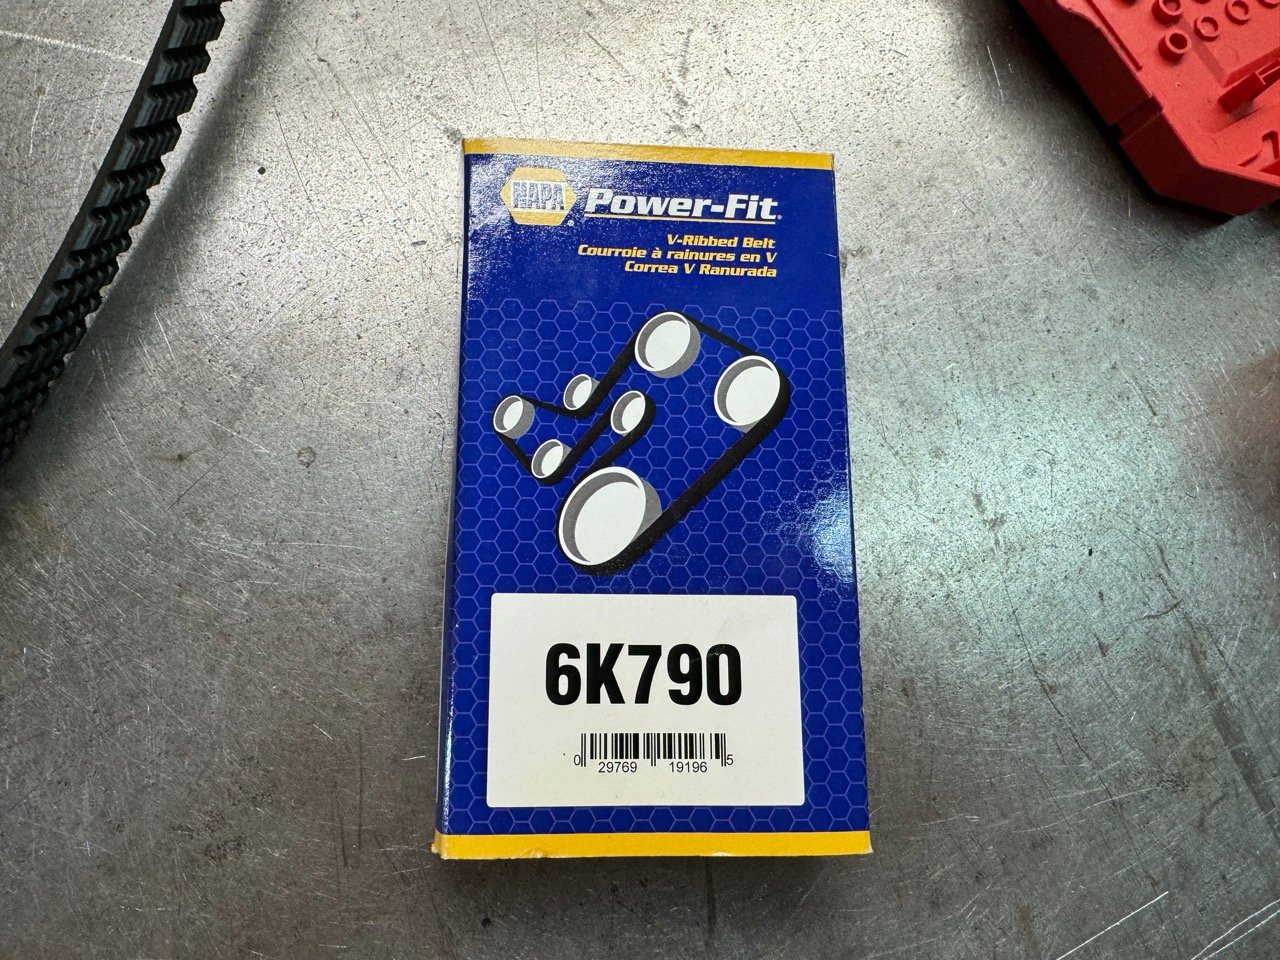 NAPA Power-Fit
V-Ribbed Belt
Courroie à rainures en V
Correa V Ranurada
6K790
0 29769 19196 5